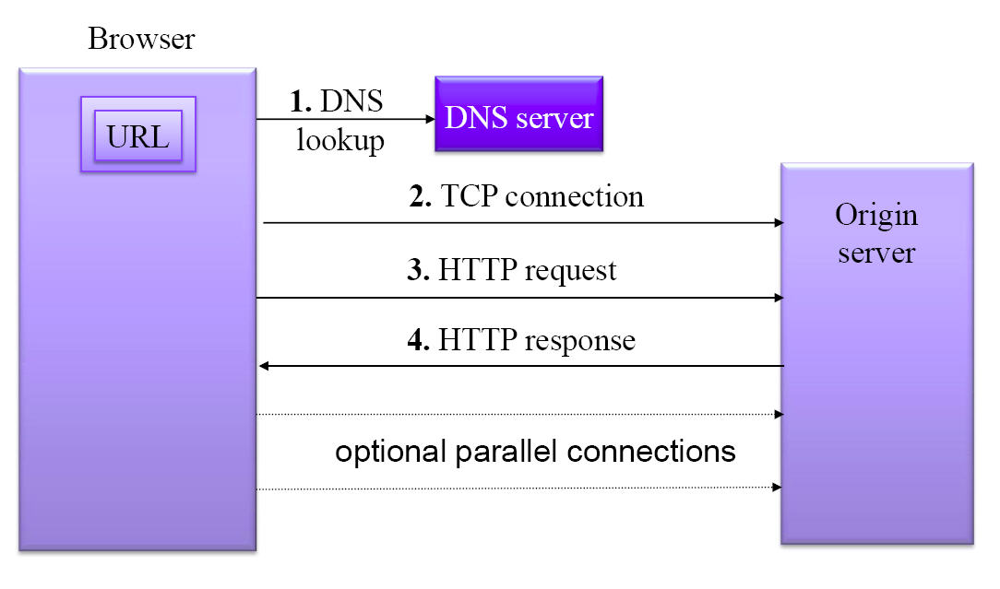 Browser
URL
1. DNS
lookup
DNS server
2. TCP connection
Origin
server
3. HTTP request
4. HTTP response
optional parallel connections